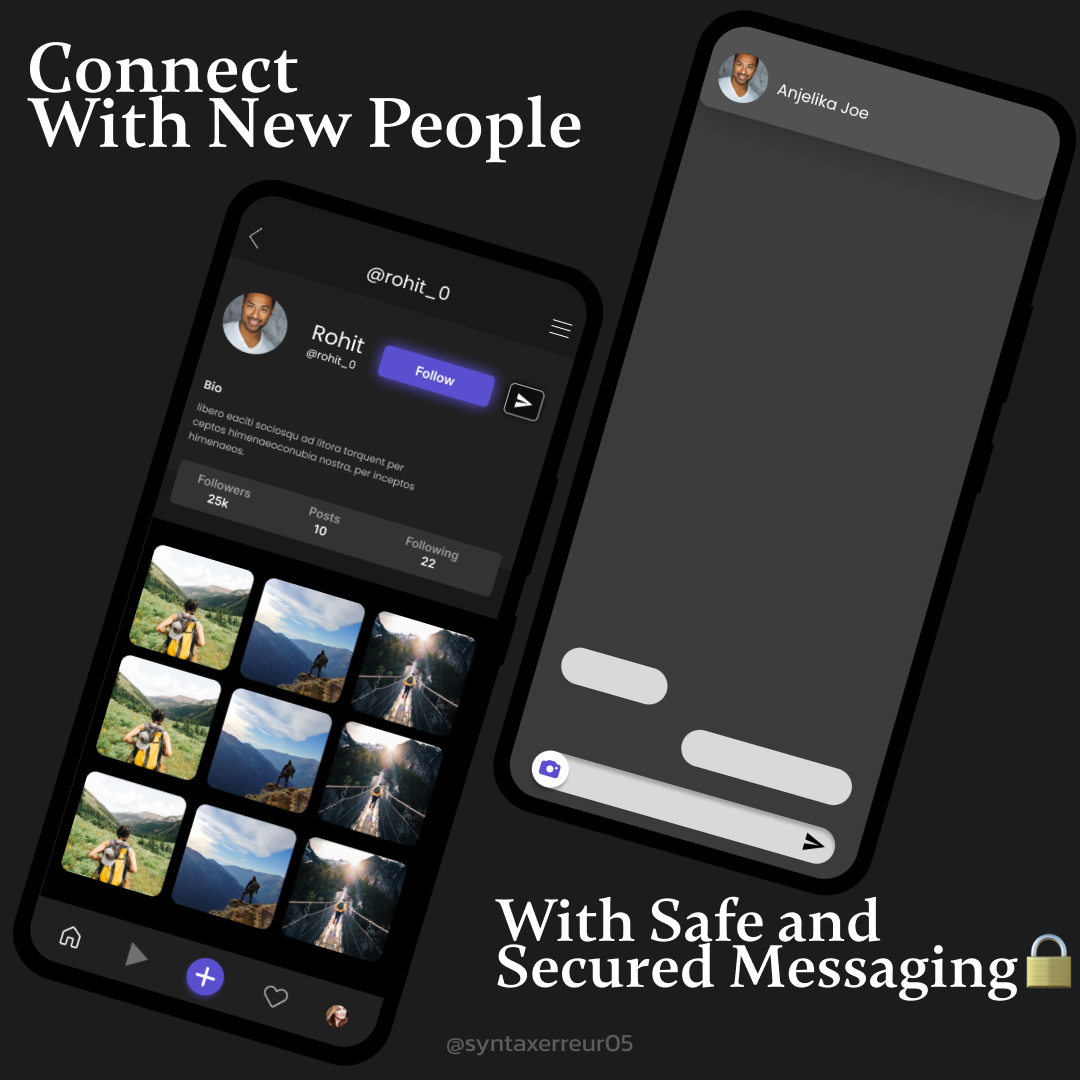 Connect
With New People
Anjelika Joe
@rohit_0
Rohit
@rohit_0
Follow
Bio
libero eaciti sociosqu ad litora torquent per
ceptos himenaeoconubia nostra, per inceptos
himenaeos.
Followers
25k
Posts
10
Following
22
With Safe and
Secured Messaging🔒
@syntaxerreur05